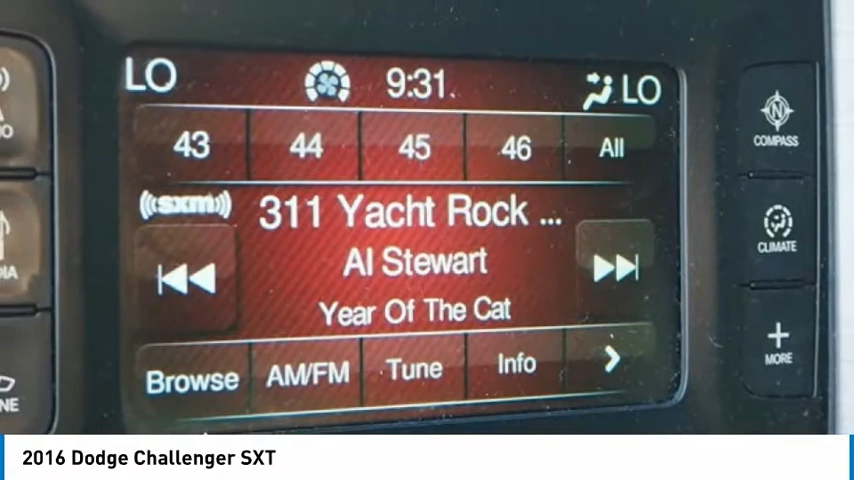 LO 9:31 LO
43 44 45 46 All
((sxm)) 311 Yacht Rock ...
Al Stewart
Year Of The Cat
Browse AM/FM Tune Info
N
COMPASS
CLIMATE
MORE
2016 Dodge Challenger SXT